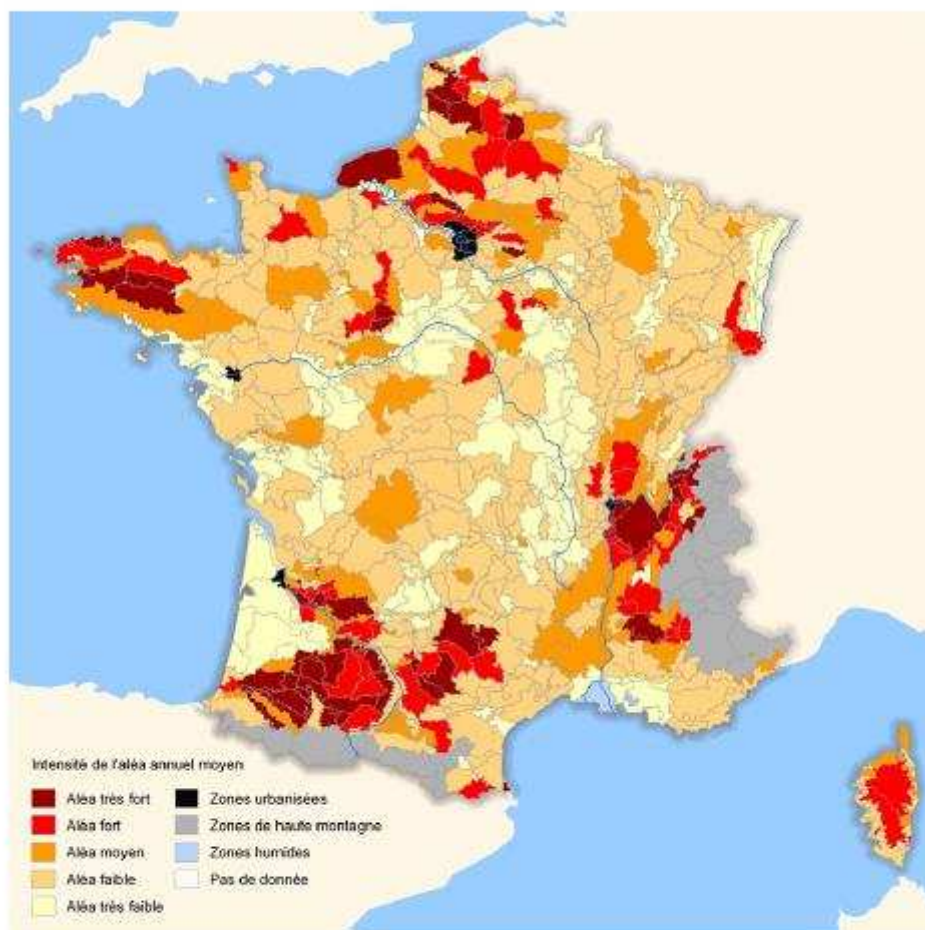 Intensité de l'aléa annuel moyen
Aléa très fort
Aléa fort
Aléa moyen
Aléa faible
Aléa très faible
Zones urbanisées
Zones de haute montagne
Zones humides
Pas de donnée